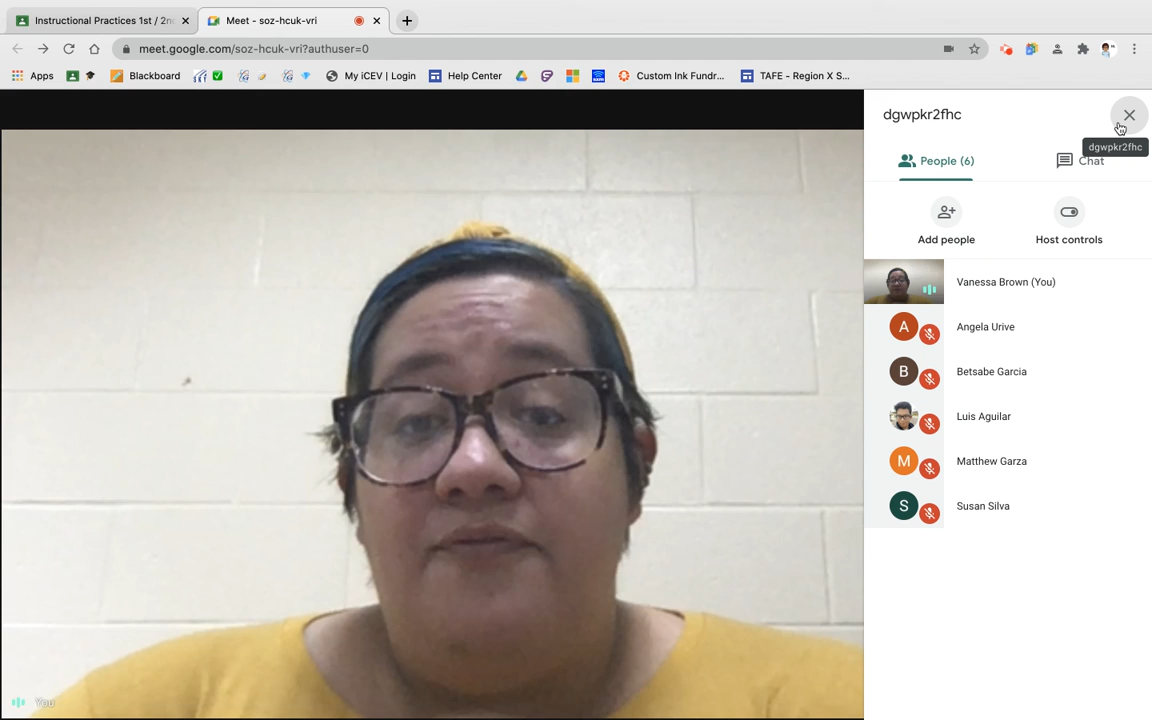 Instructional Practices 1st / 2n
Meet - soz-hcuk-vri
meet.google.com/soz-hcuk-vri?authuser=0
Apps
Blackboard
My iCEV | Login
Help Center
Custom Ink Fundr...
TAFE - Region X S...
dgwpkr2fhc
dgwpkr2fhc
People (6)
Chat
Add people
Host controls
Vanessa Brown (You)
A
Angela Urive
B
Betsabe Garcia
Luis Aguilar
M
Matthew Garza
S
Susan Silva
You